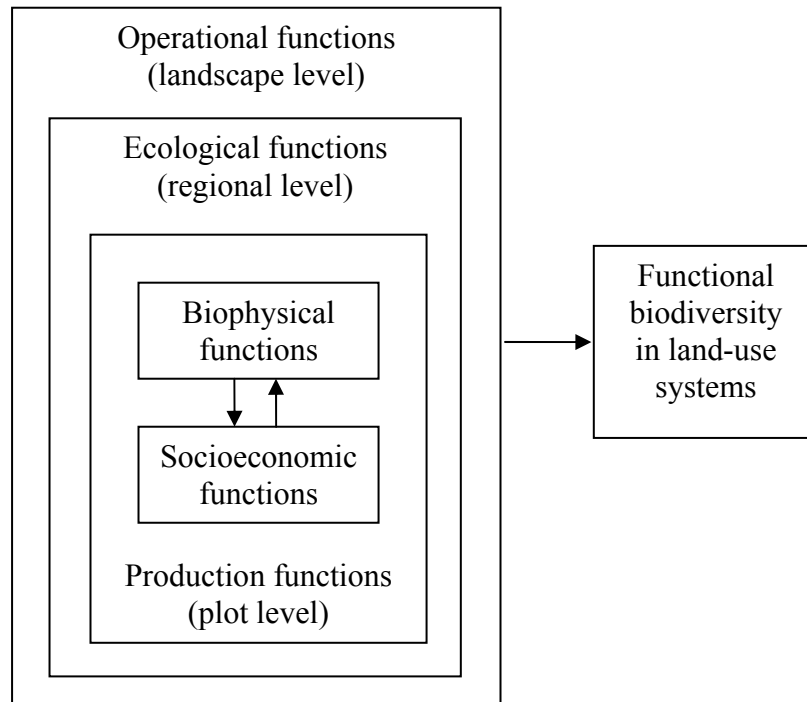 Operational functions
(landscape level)
Ecological functions
(regional level)
Biophysical
functions
Socioeconomic
functions
Production functions
(plot level)
Functional
biodiversity
in land-use
systems